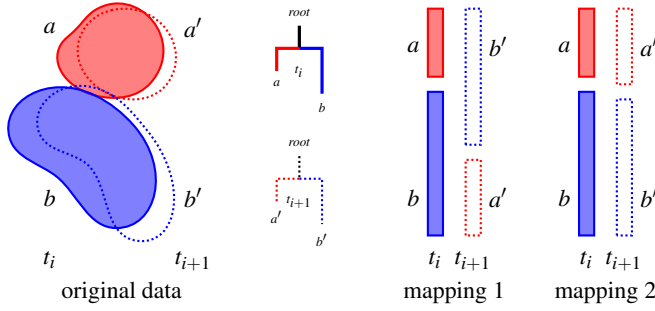 a
a′
b
b′
t_i
t_{i+1}
original data
root
t_i
a
b
root
t_{i+1}
a′
b′
a
b′
b
a′
t_i
t_{i+1}
mapping 1
a
a′
b
b′
t_i
t_{i+1}
mapping 2